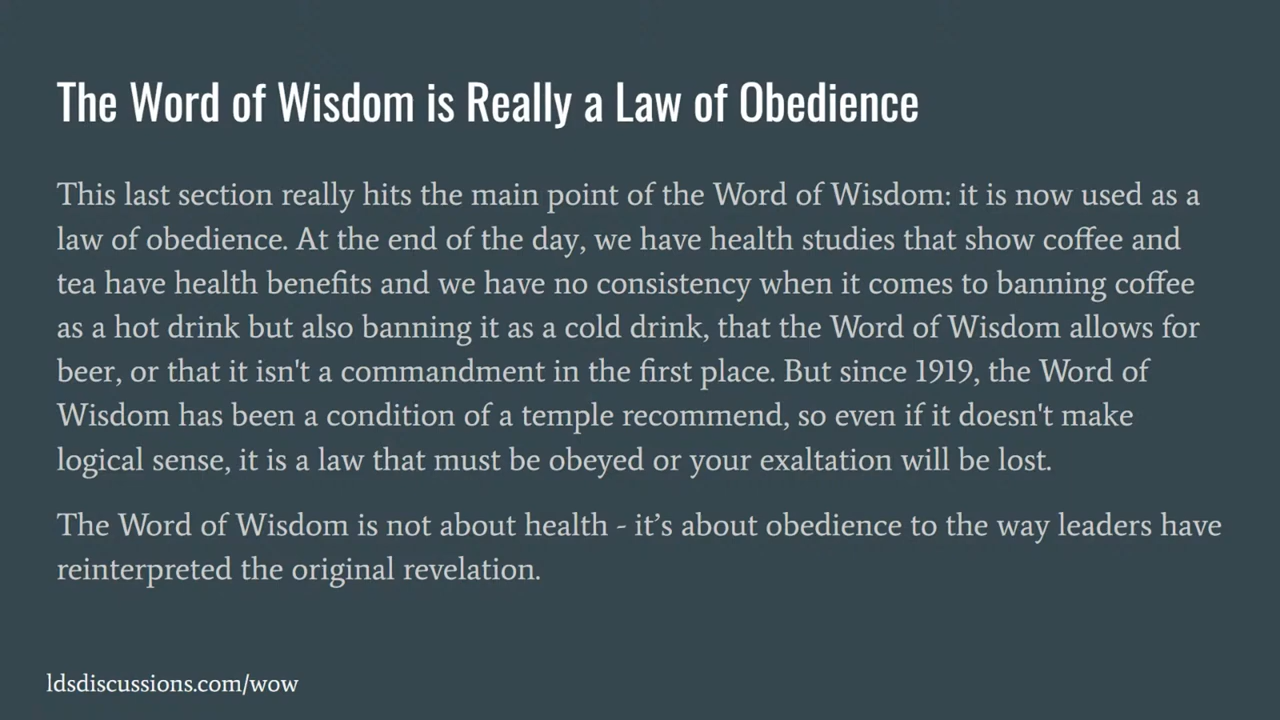 The Word of Wisdom is Really a Law of Obedience
This last section really hits the main point of the Word of Wisdom: it is now used as a
law of obedience. At the end of the day, we have health studies that show coffee and
tea have health benefits and we have no consistency when it comes to banning coffee
as a hot drink but also banning it as a cold drink, that the Word of Wisdom allows for
beer, or that it isn't a commandment in the first place. But since 1919, the Word of
Wisdom has been a condition of a temple recommend, so even if it doesn't make
logical sense, it is a law that must be obeyed or your exaltation will be lost.
The Word of Wisdom is not about health - it’s about obedience to the way leaders have
reinterpreted the original revelation.
ldsdiscussions.com/wow